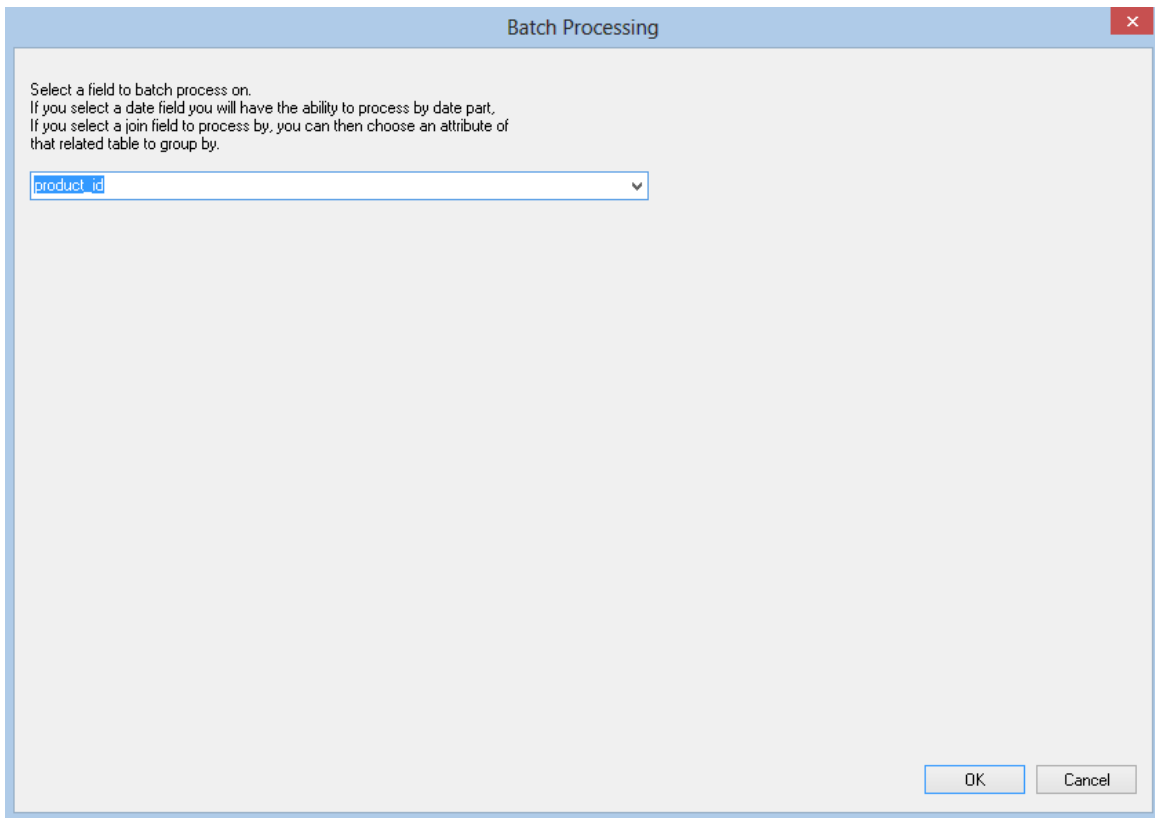 Batch Processing
Select a field to batch process on.
If you select a date field you will have the ability to process by date part,
If you select a join field to process by, you can then choose an attribute of
that related table to group by.
product_id
OK
Cancel